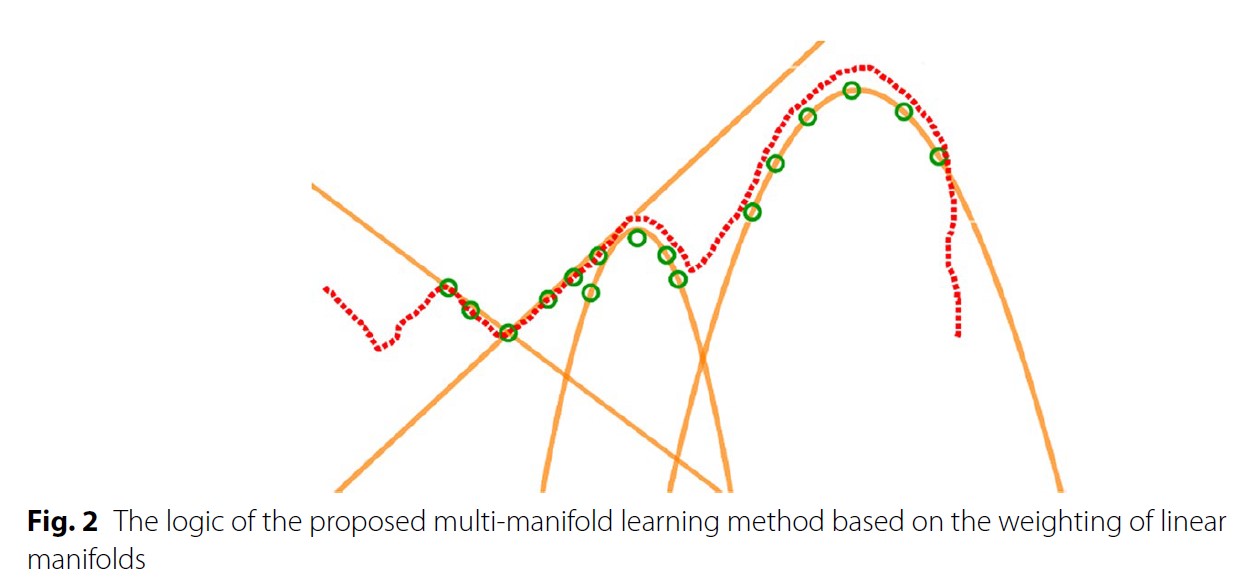 Fig. 2 The logic of the proposed multi-manifold learning method based on the weighting of linear
manifolds